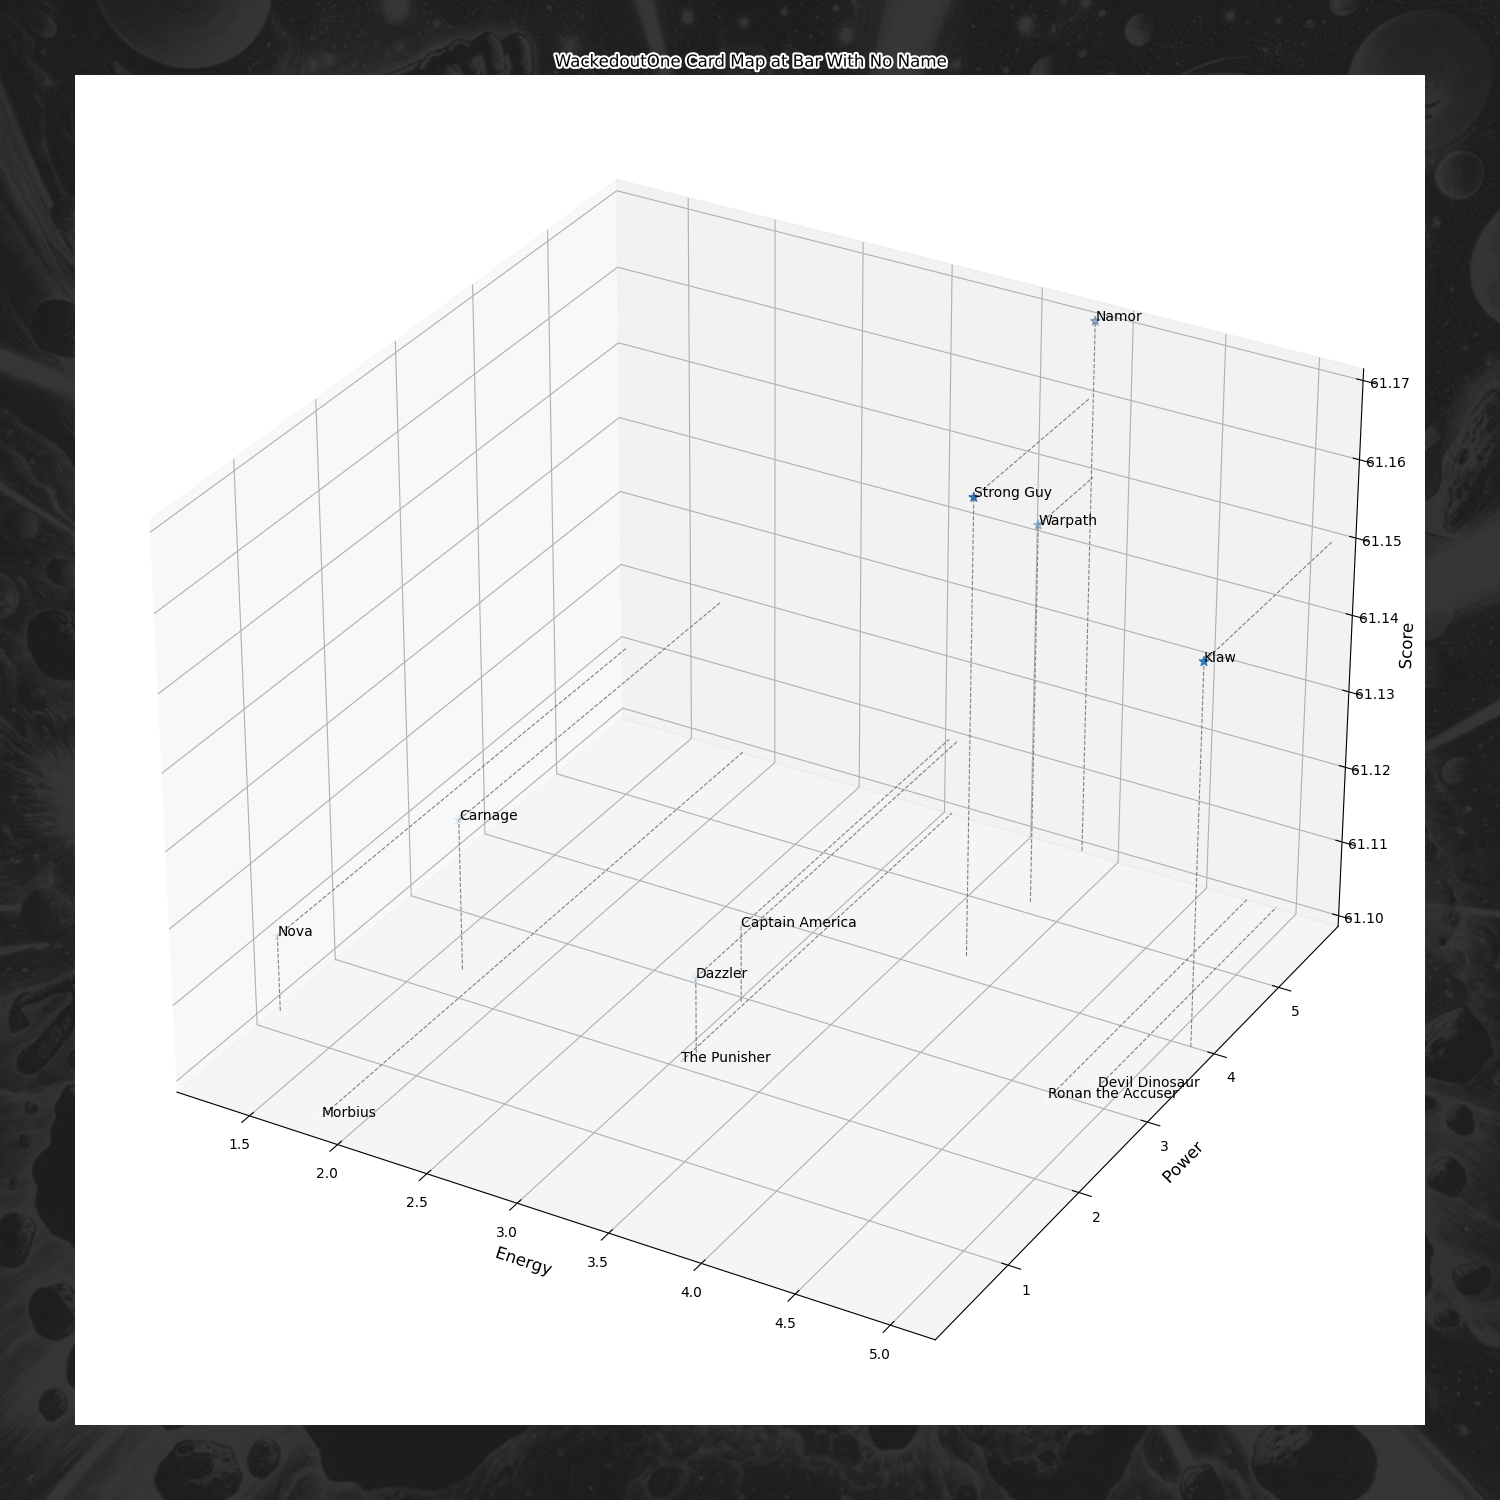 WackedoutOne Card Map at Bar With No Name
Namor
61.17
61.16
Strong Guy
Warpath
61.15
61.14
Score
Klaw
61.13
61.12
Carnage
61.11
61.10
Captain America
Nova
Dazzler
5
The Punisher
4
Devil Dinosaur
Ronan the Accuser
Morbius
3
Power
1.5
2.0
2.5
2
3.0
Energy
3.5
1
4.0
4.5
5.0